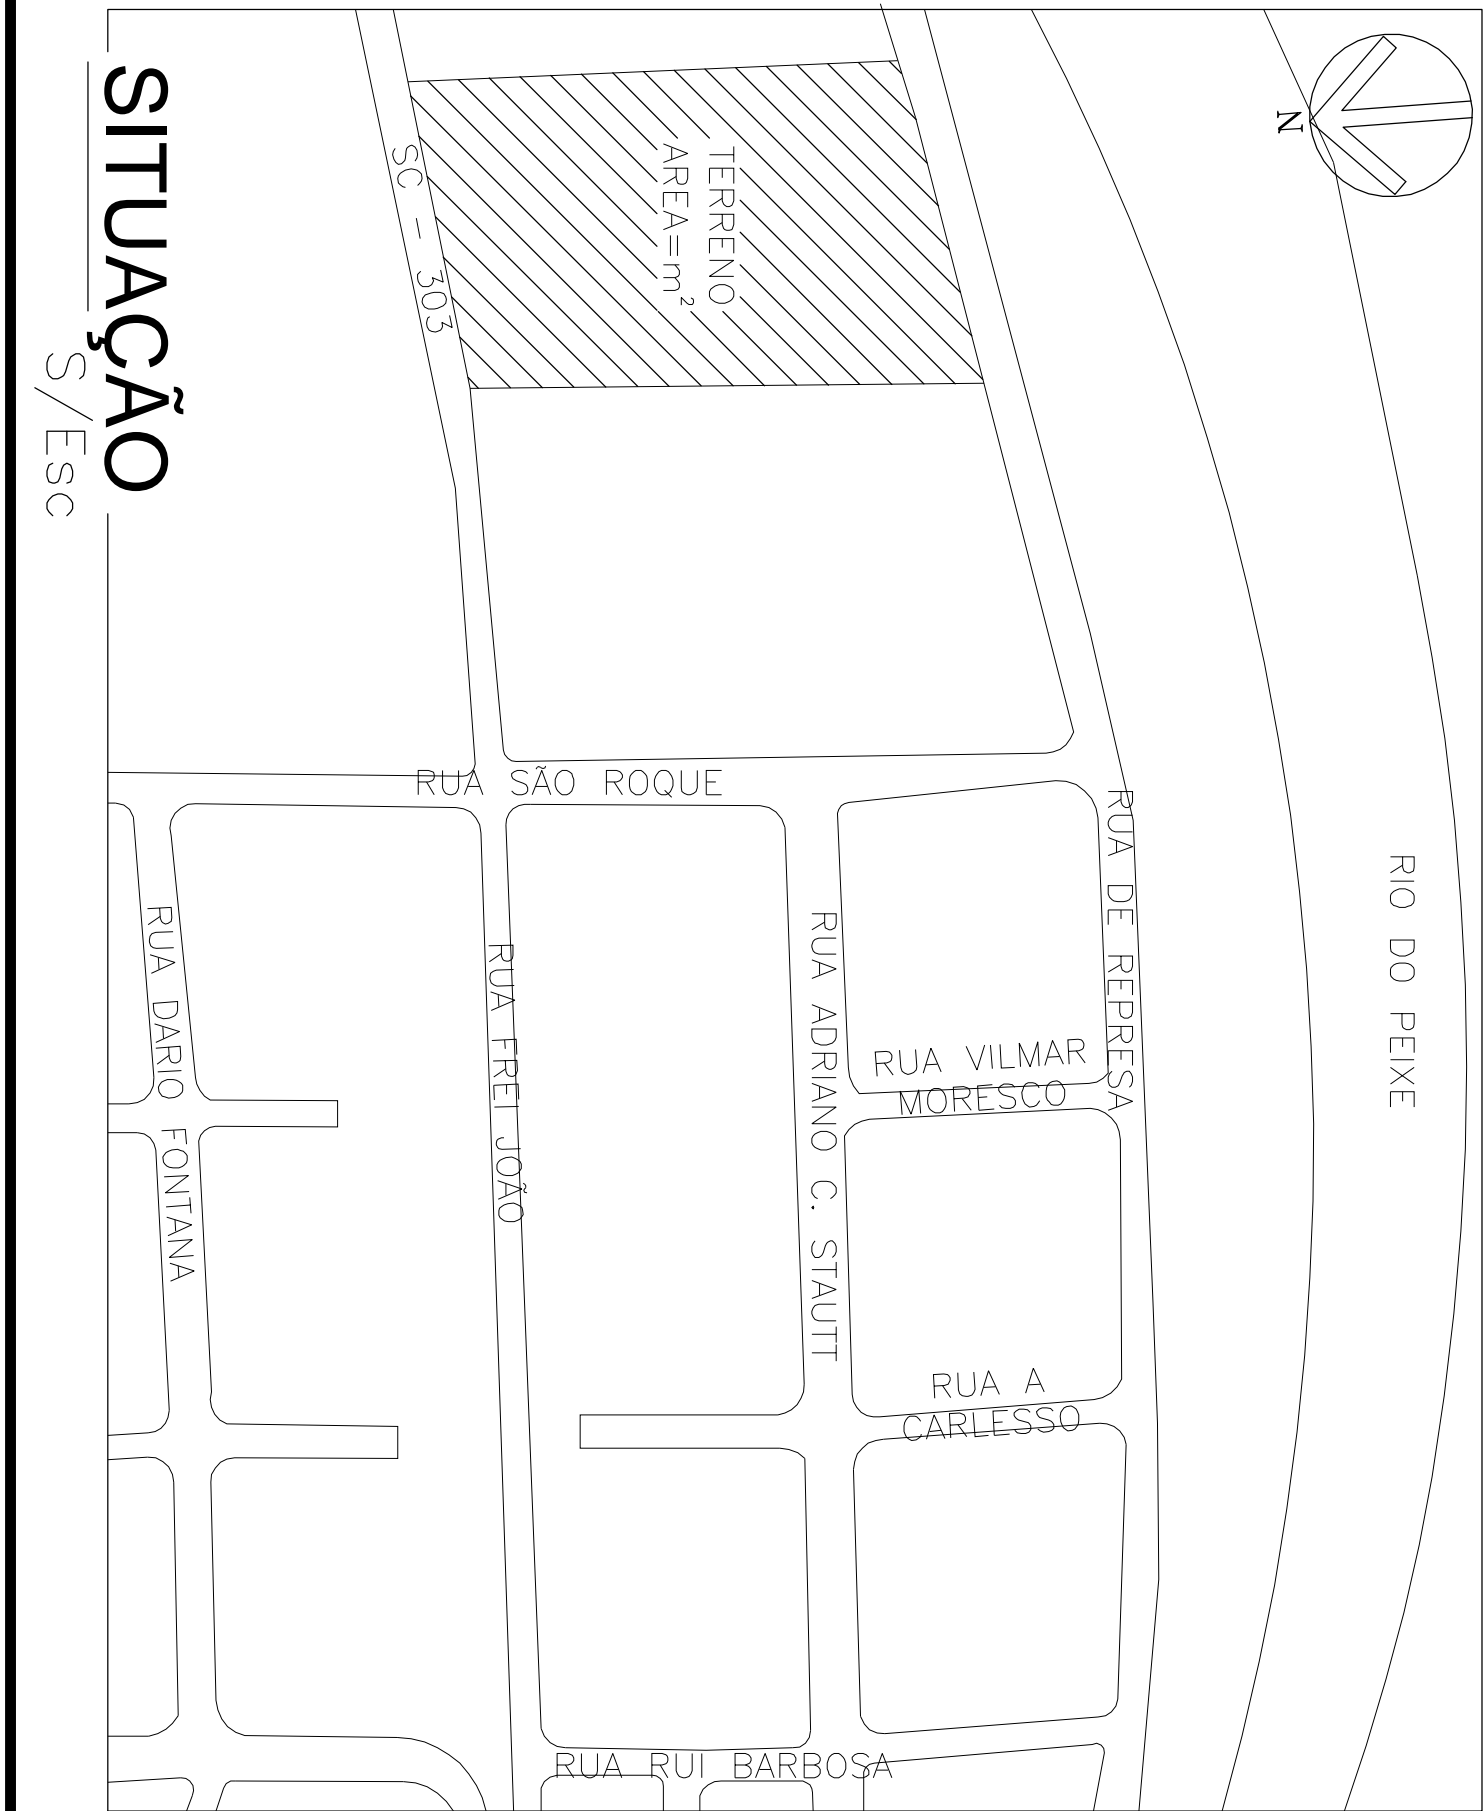 N
TERRENO
AREA=m²
SC - 303
RUA SÃO ROQUE
RUA DE REPRESA
RIO DO PEIXE
RUA DARIO FONTANA
RUA FREI JOÃO
RUA ADRIANO C. STAUTT
RUA VILMAR
MORESCO
RUA A
CARLESSO
RUA RUI BARBOSA
SITUAÇÃO
S/Esc